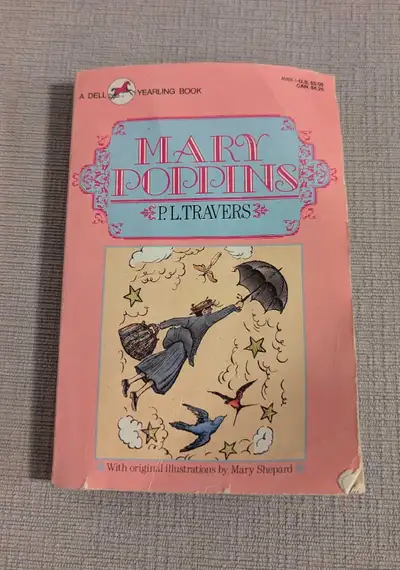 A DELL YEARLING BOOK
MARY
POPPINS
P. L. TRAVERS
With original illustrations by Mary Shepard